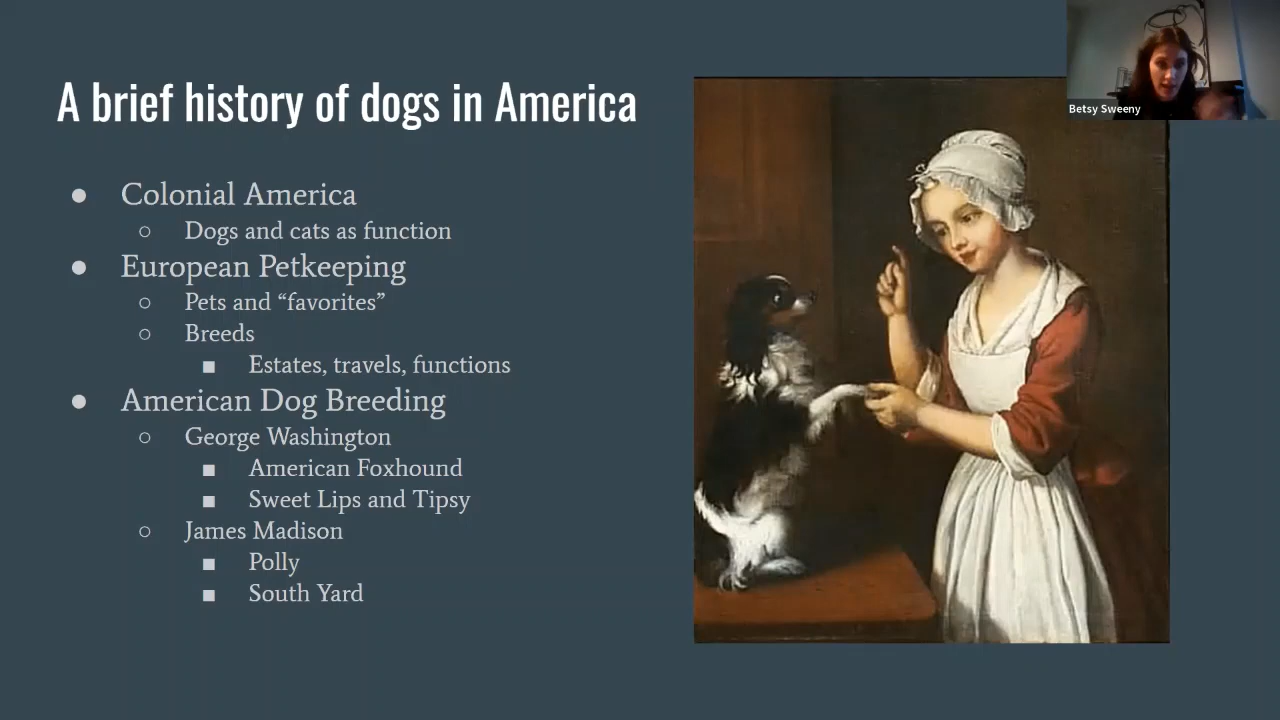 A brief history of dogs in America
● Colonial America
○ Dogs and cats as function
● European Petkeeping
○ Pets and “favorites”
○ Breeds
■ Estates, travels, functions
● American Dog Breeding
○ George Washington
■ American Foxhound
■ Sweet Lips and Tipsy
○ James Madison
■ Polly
■ South Yard
Betsy Sweeny